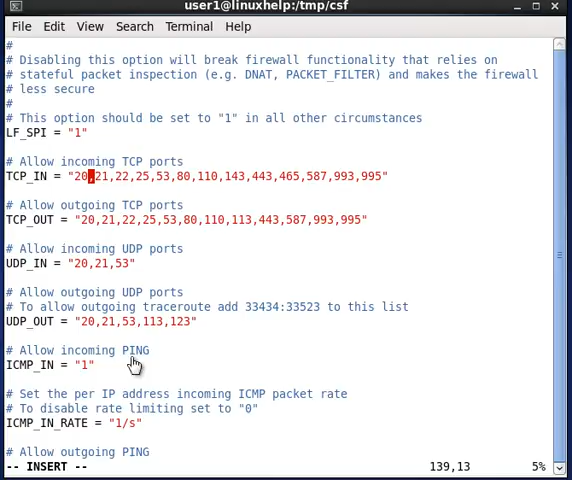 user1@linuxhelp:/tmp/csf
File Edit View Search Terminal Help
#
# Disabling this option will break firewall functionality that relies on
# stateful packet inspection (e.g. DNAT, PACKET_FILTER) and makes the firewall
# less secure
#
# This option should be set to "1" in all other circumstances
LF_SPI = "1"
# Allow incoming TCP ports
TCP_IN = "20,21,22,25,53,80,110,143,443,465,587,993,995"
# Allow outgoing TCP ports
TCP_OUT = "20,21,22,25,53,80,110,113,443,587,993,995"
# Allow incoming UDP ports
UDP_IN = "20,21,53"
# Allow outgoing UDP ports
# To allow outgoing traceroute add 33434:33523 to this list
UDP_OUT = "20,21,53,113,123"
# Allow incoming PING
ICMP_IN = "1"
# Set the per IP address incoming ICMP packet rate
# To disable rate limiting set to "0"
ICMP_IN_RATE = "1/s"
# Allow outgoing PING
-- INSERT -- 139,13 5%